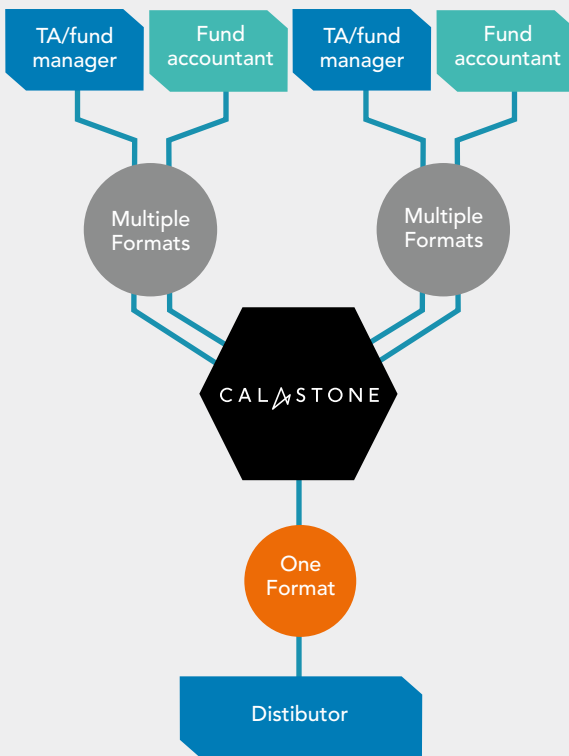 TA/fund
manager
Fund
accountant
TA/fund
manager
Fund
accountant
Multiple
Formats
Multiple
Formats
CALASTONE
One
Format
Distibutor